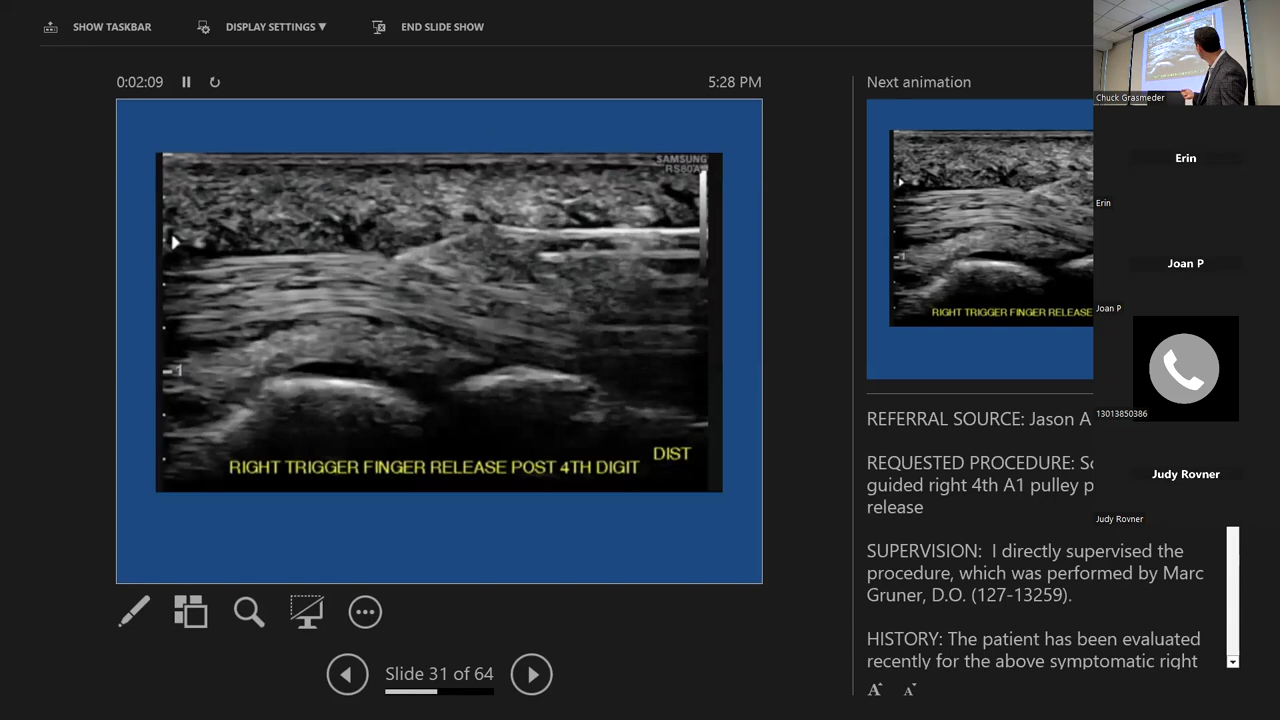 SHOW TASKBAR
DISPLAY SETTINGS ▼
END SLIDE SHOW
0:02:09
5:28 PM
SAMSUNG
RS80A
1
DIST
RIGHT TRIGGER FINGER RELEASE POST 4TH DIGIT
Slide 31 of 64
Next animation
1
RIGHT TRIGGER FINGER RELEASE
REFERRAL SOURCE: Jason A
REQUESTED PROCEDURE: So
guided right 4th A1 pulley p
release
SUPERVISION: I directly supervised the
procedure, which was performed by Marc
Gruner, D.O. (127-13259).
HISTORY: The patient has been evaluated
recently for the above symptomatic right
A
A
Chuck Grasmeder
Erin
Erin
Joan P
Joan P
13013850386
Judy Rovner
Judy Rovner